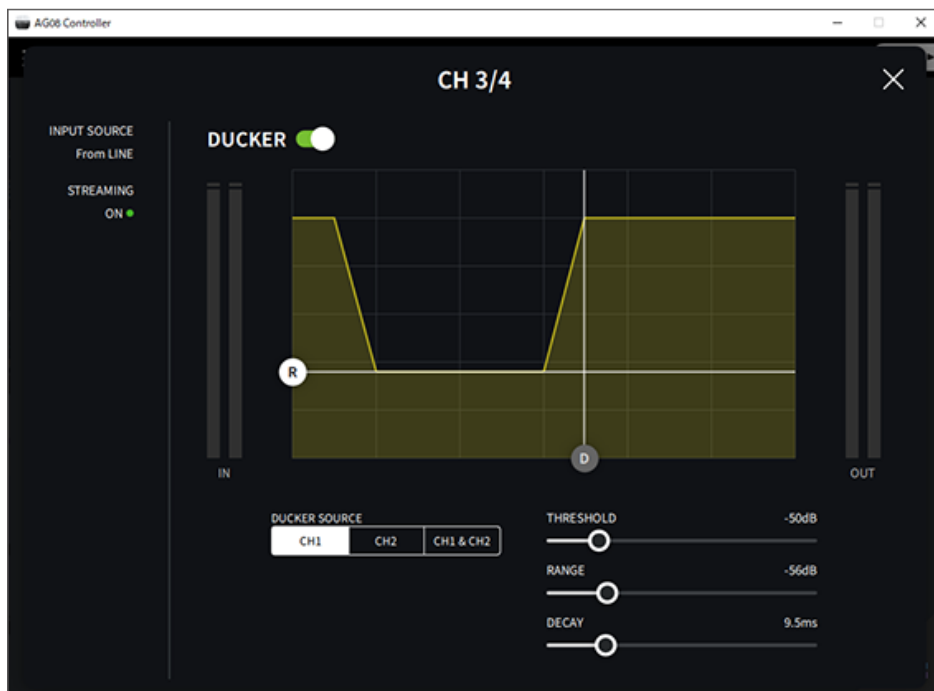 AG08 Controller
CH 3/4
INPUT SOURCE
From LINE
STREAMING
ON
DUCKER
R
D
IN
OUT
DUCKER SOURCE
CH1
CH2
CH1 & CH2
THRESHOLD
-50dB
RANGE
-56dB
DECAY
9.5ms